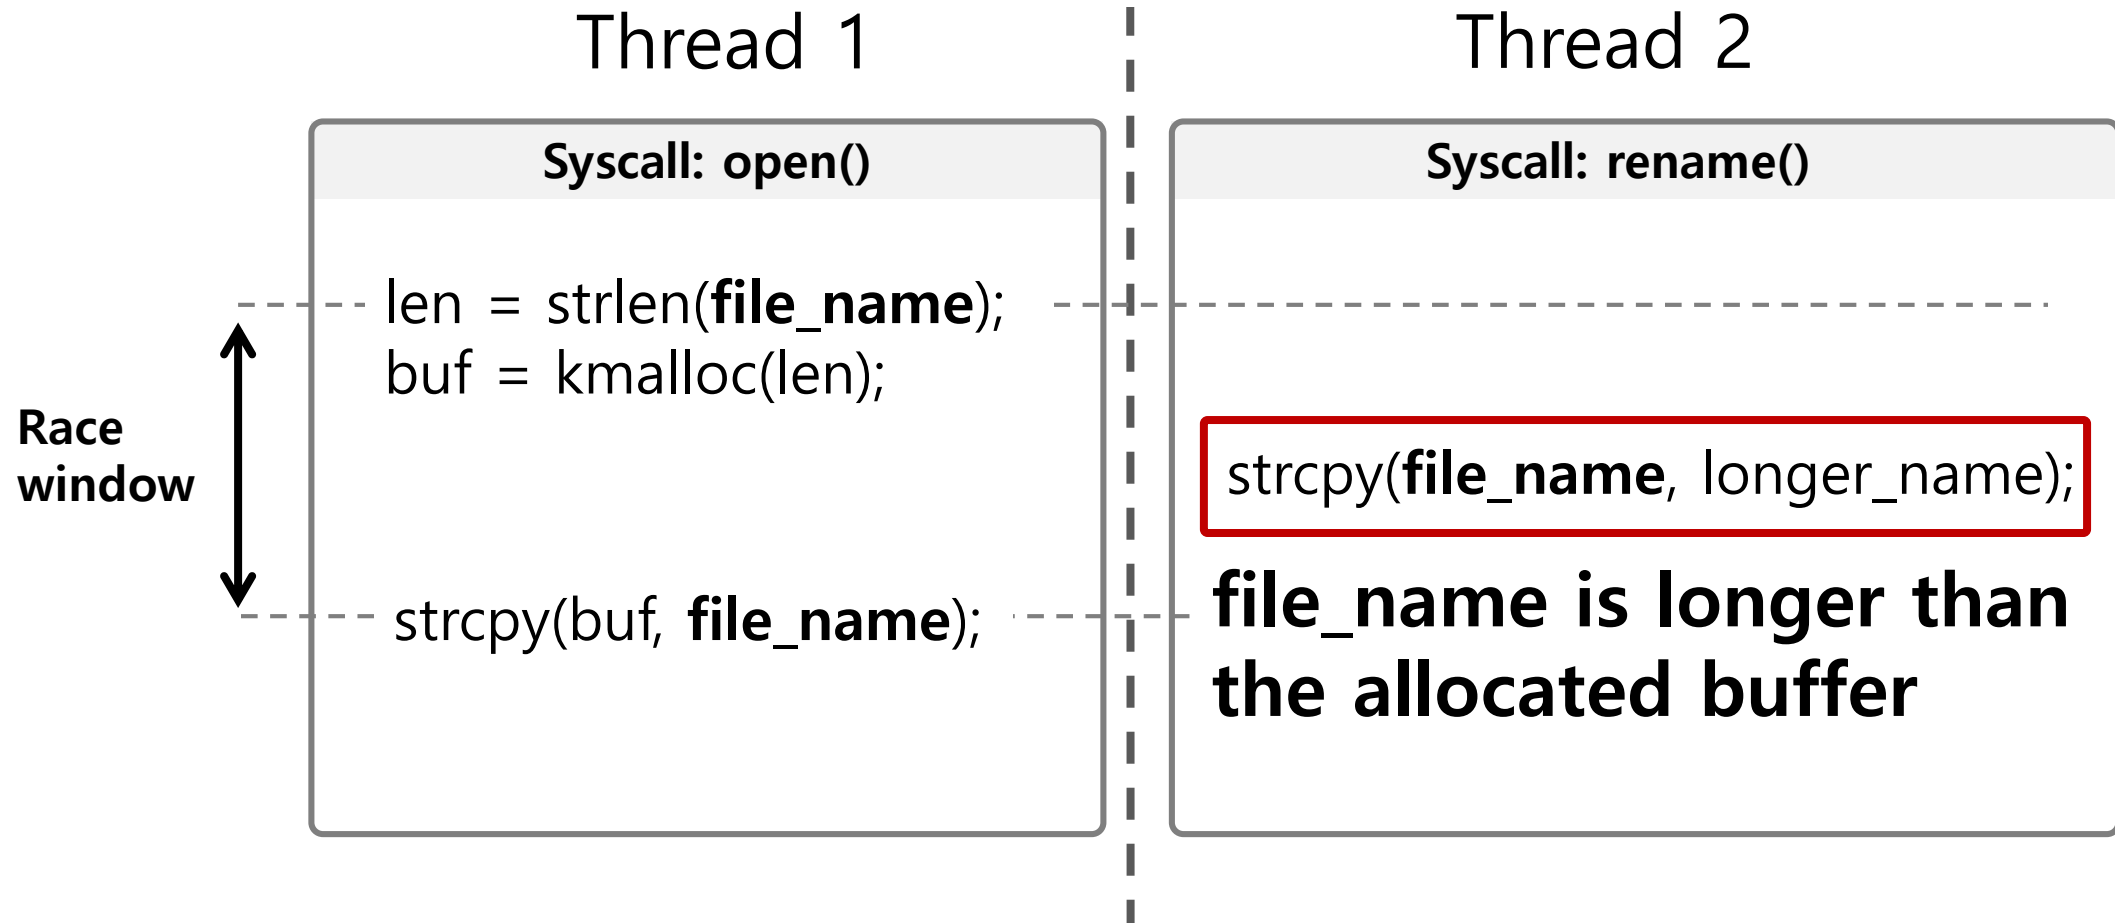 Thread 1
Thread 2
Syscall: open()
Syscall: rename()
len = strlen(file_name);
buf = kmalloc(len);
Race
window
strcpy(file_name, longer_name);
strcpy(buf, file_name);
file_name is longer than
the allocated buffer